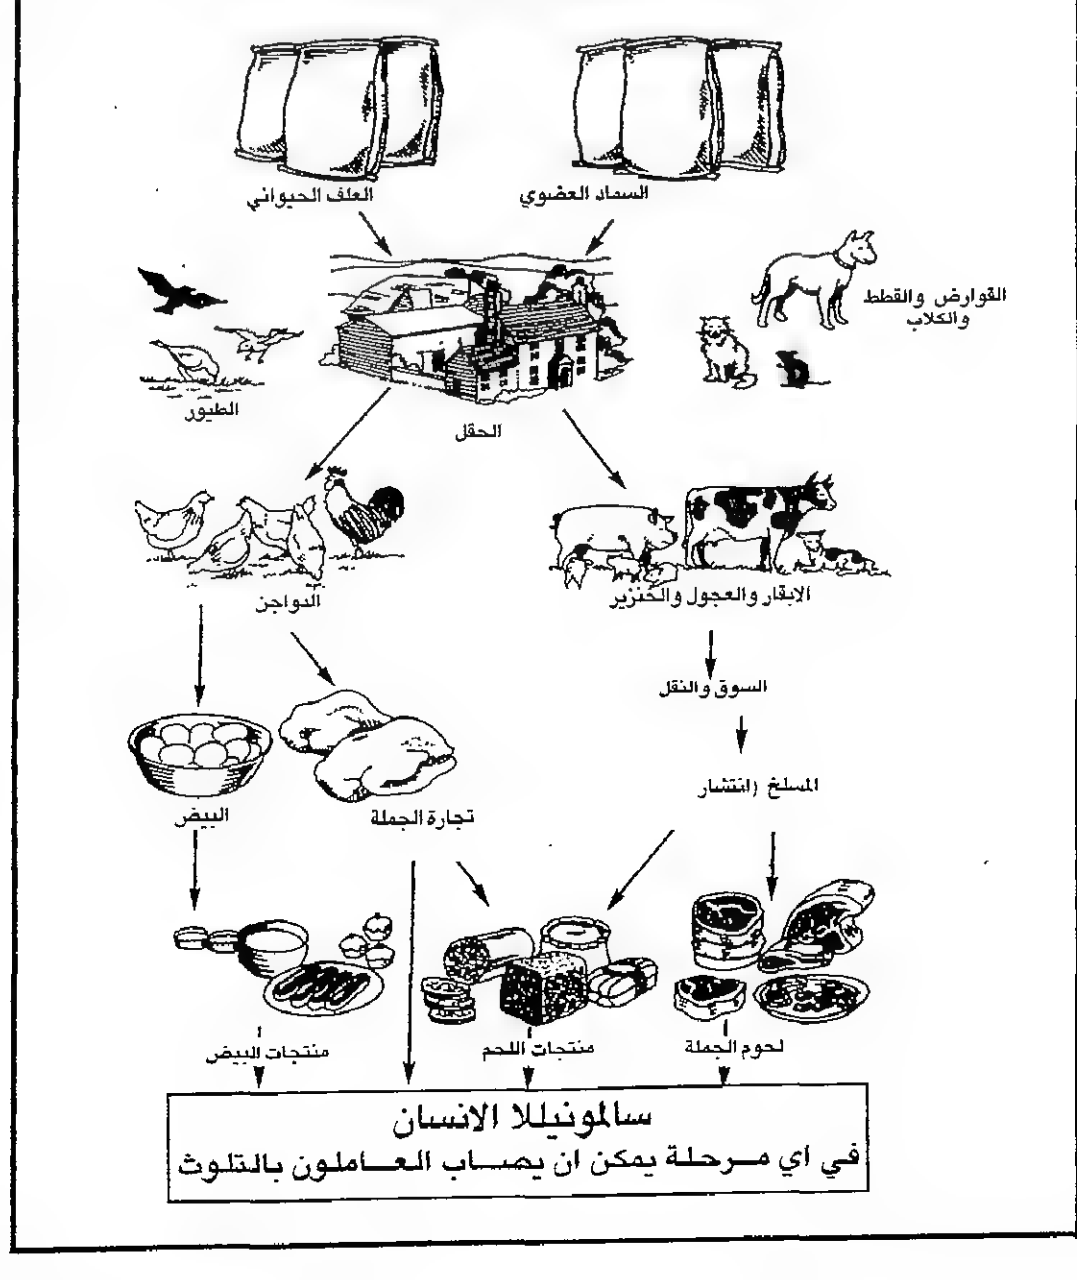 السماد العضوي
العلف الحيواني
القوارض والقطط
والكلاب
الطيور
الحقل
الدواجن
الابقار والعجول والخنزير
السوق والنقل
المسلخ إنتشار
البيض
تجارة الجملة
لحوم الجملة
منتجات اللحم
منتجات البيض
سالمونيللا الانسان
في اي مرحلة يمكن ان يصاب العاملون بالتلوث